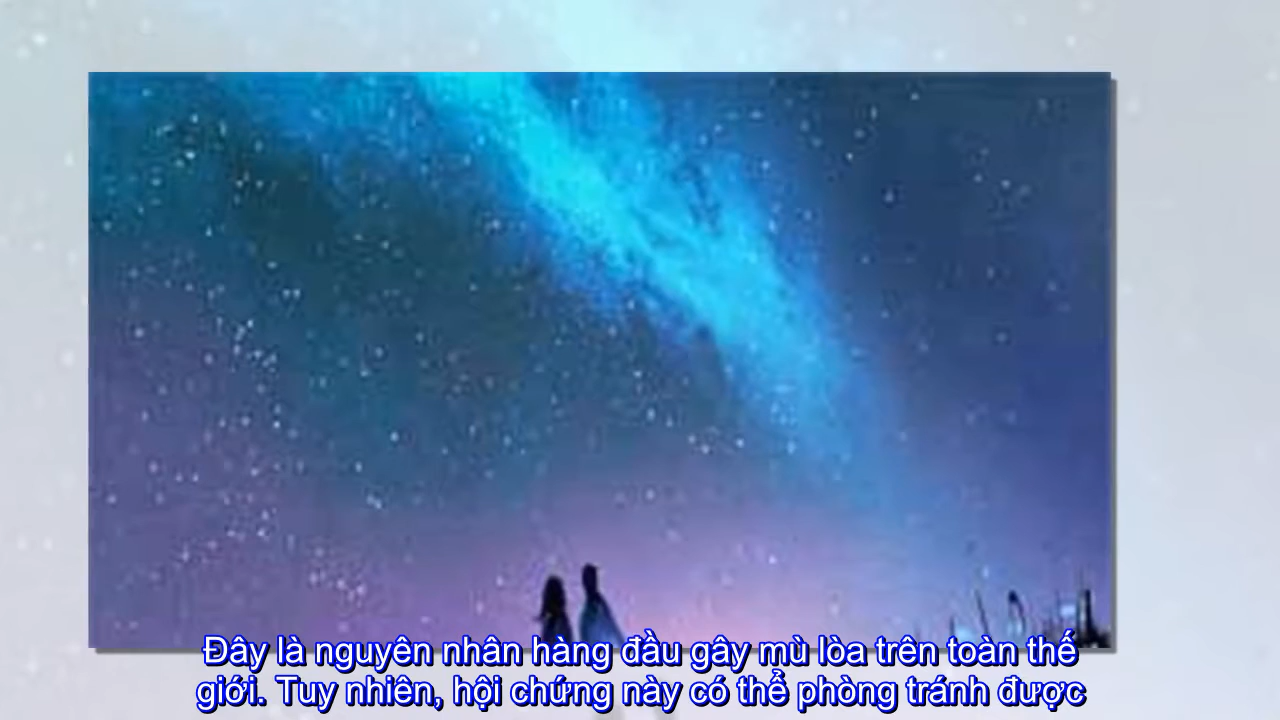 Đây là nguyên nhân hàng đầu gây mù lòa trên toàn thế
giới. Tuy nhiên, hội chứng này có thể phòng tránh được